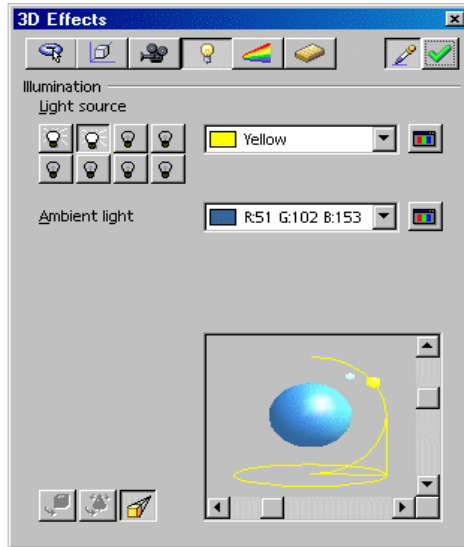 3D Effects
Illumination
Light source
Yellow
Ambient light
R:51 G:102 B:153